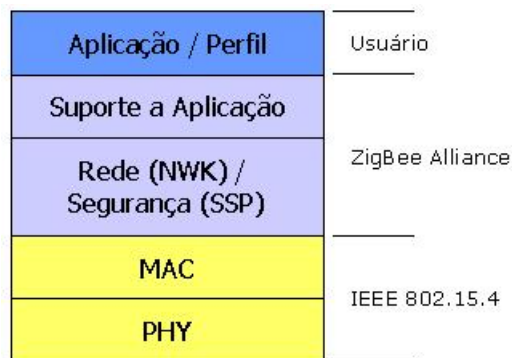 Aplicação / Perfil
Usuário
Suporte a Aplicação
Rede (NWK) /
Segurança (SSP)
ZigBee Alliance
MAC
PHY
IEEE 802.15.4